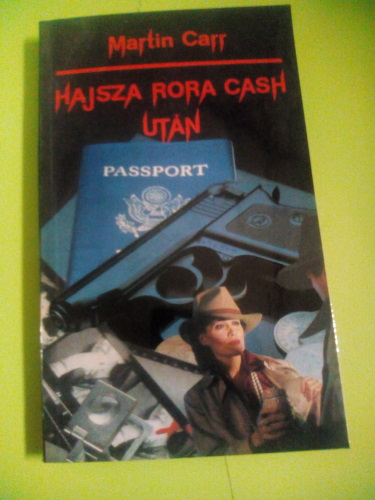 Martin Carr
HAJSZA RORA CASH
UTÁN
PASSPORT